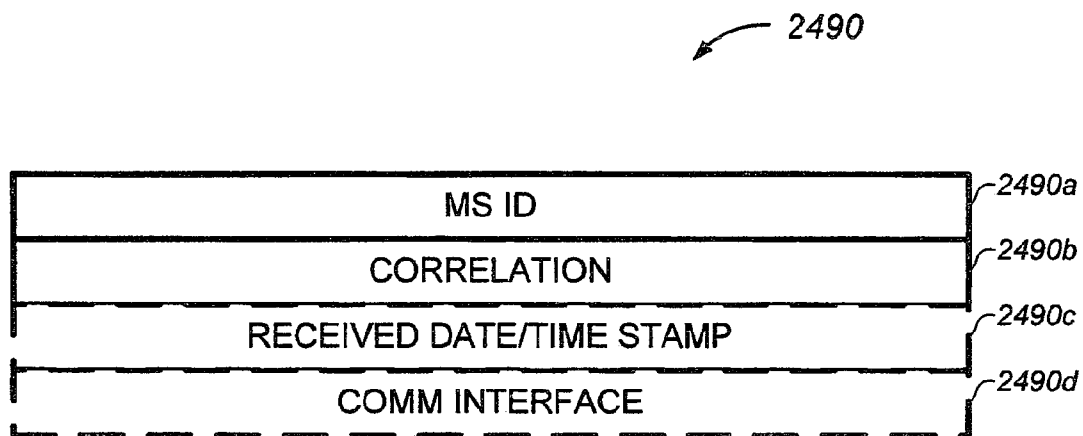 2490
MS ID 2490a
CORRELATION 2490b
RECEIVED DATE/TIME STAMP 2490c
COMM INTERFACE 2490d